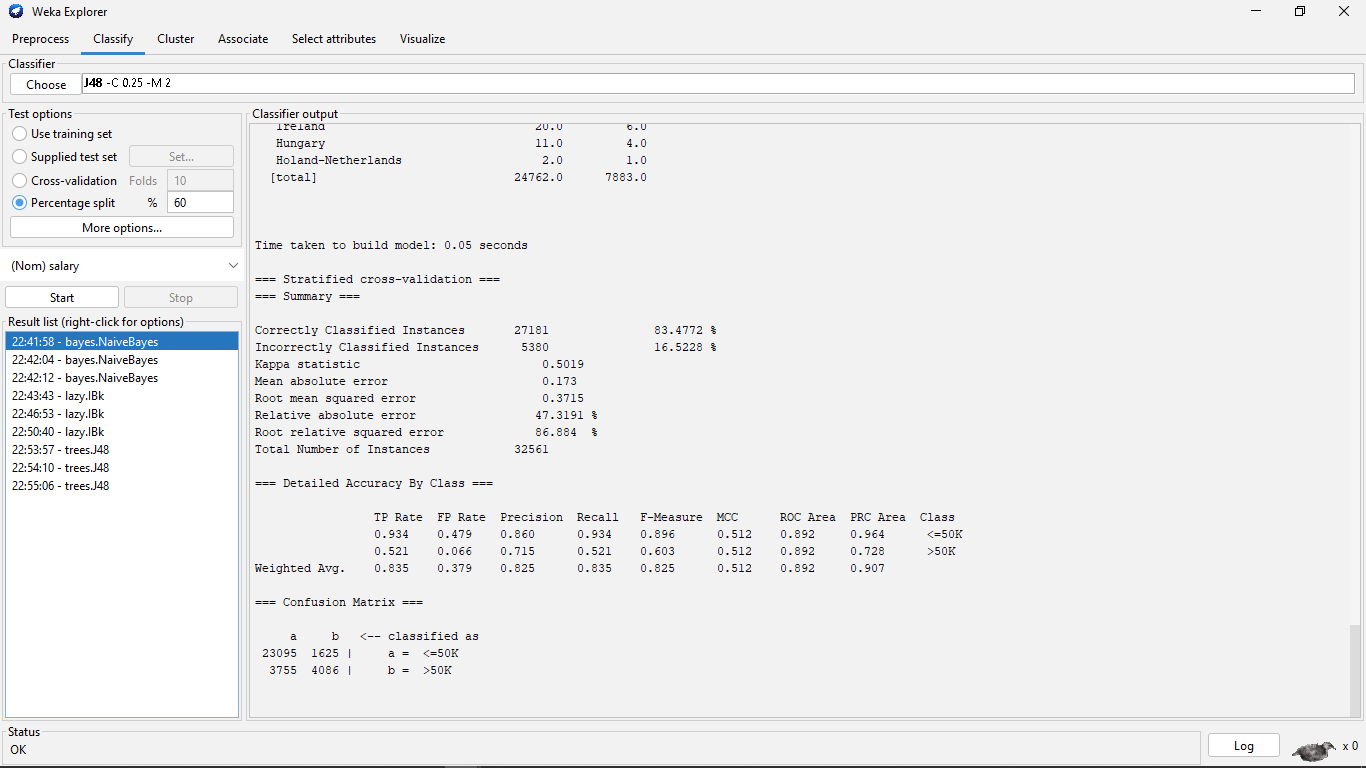 Weka Explorer
Preprocess Classify Cluster Associate Select attributes Visualize
Classifier
Choose J48 -C 0.25 -M 2
Test options
Use training set
Supplied test set Set...
Cross-validation Folds 10
Percentage split % 60
More options...
(Nom) salary
Start Stop
Result list (right-click for options)
22:41:58 - bayes.NaiveBayes
22:42:04 - bayes.NaiveBayes
22:42:12 - bayes.NaiveBayes
22:43:43 - lazy.IBk
22:46:53 - lazy.IBk
22:50:40 - lazy.IBk
22:53:57 - trees.J48
22:54:10 - trees.J48
22:55:06 - trees.J48
Classifier output
Ireland 20.0 6.0
Hungary 11.0 4.0
Holand-Netherlands 2.0 1.0
[total] 24762.0 7883.0
Time taken to build model: 0.05 seconds
=== Stratified cross-validation ===
=== Summary ===
Correctly Classified Instances 27181 83.4772 %
Incorrectly Classified Instances 5380 16.5228 %
Kappa statistic 0.5019
Mean absolute error 0.173
Root mean squared error 0.3715
Relative absolute error 47.3191 %
Root relative squared error 86.884 %
Total Number of Instances 32561
=== Detailed Accuracy By Class ===
TP Rate FP Rate Precision Recall F-Measure MCC ROC Area PRC Area Class
0.934 0.479 0.860 0.934 0.896 0.512 0.892 0.964 <=50K
0.521 0.066 0.715 0.521 0.603 0.512 0.892 0.728 >50K
Weighted Avg. 0.835 0.379 0.825 0.835 0.825 0.512 0.892 0.907
=== Confusion Matrix ===
a b <-- classified as
23095 1625 | a = <=50K
3755 4086 | b = >50K
Status
OK
Log x 0